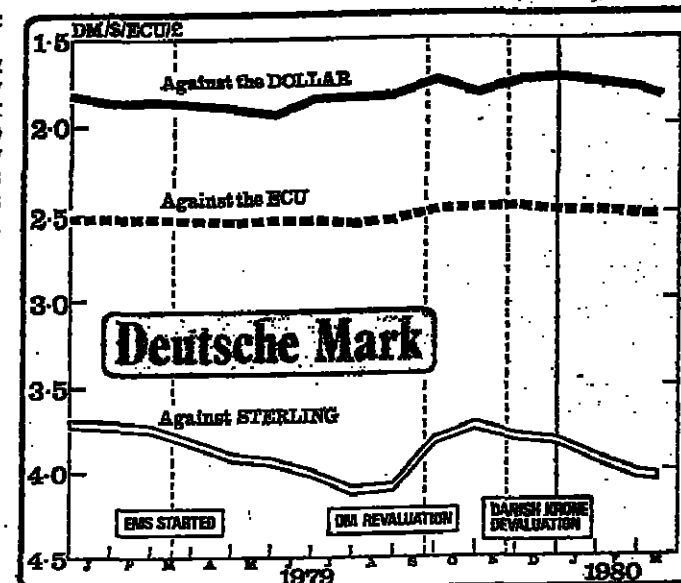 DM/$/ECU/£
1·5
Against the DOLLAR
2·0
Against the ECU
2·5
3·0
Deutsche Mark
3·5
Against STERLING
4·0
EMS STARTED
DM REVALUATION
DANISH KRONE
DEVALUATION
4·5
J F M A M J J A S O N D J F M
1979 1980